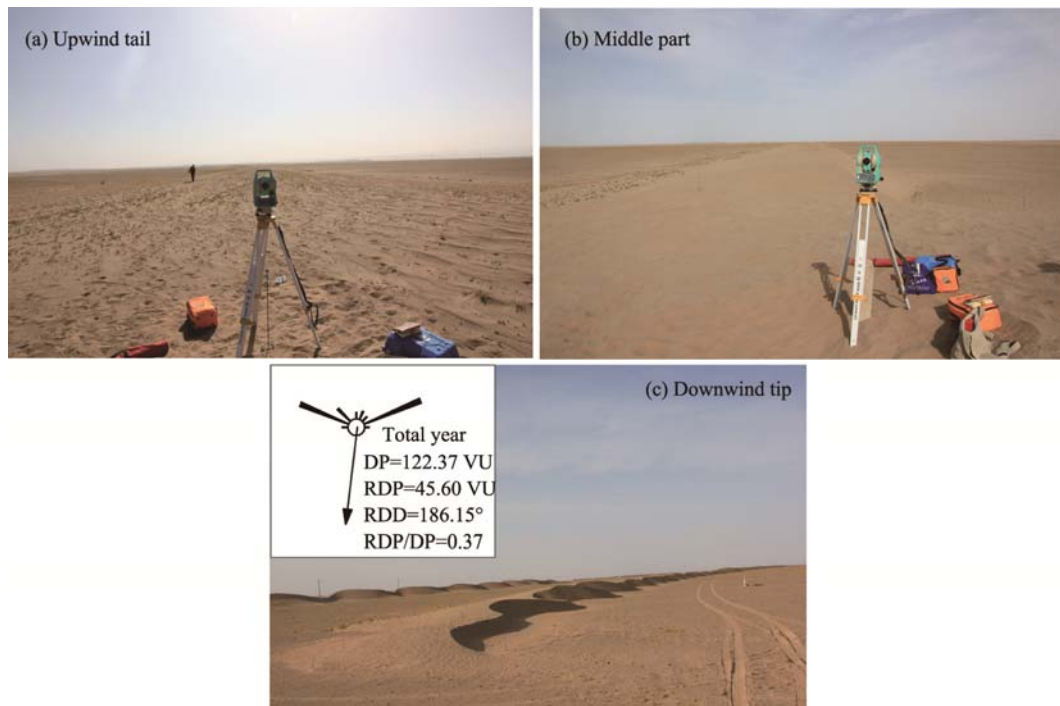 (a) Upwind tail
(b) Middle part
(c) Downwind tip
Total year
DP=122.37 VU
RDP=45.60 VU
RDD=186.15°
RDP/DP=0.37